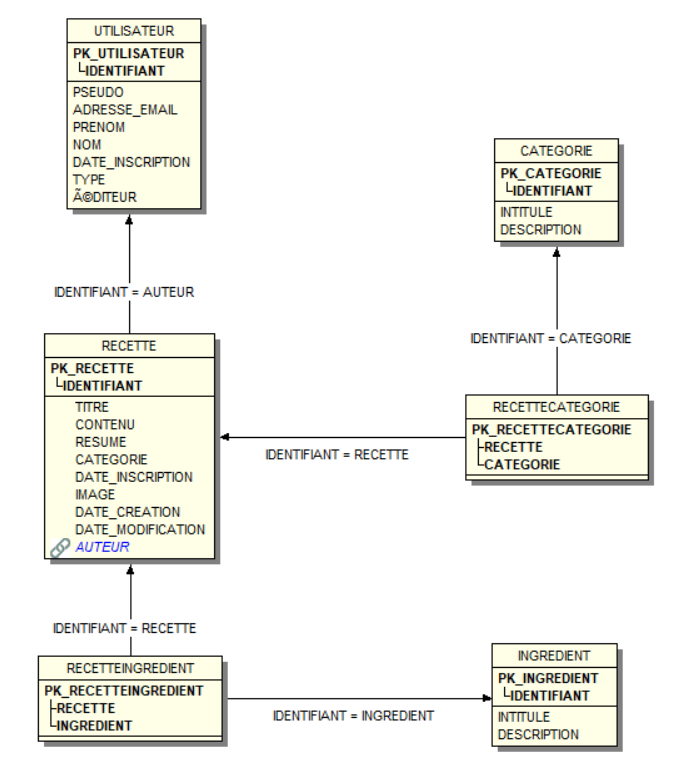 UTILISATEUR
PK_UTILISATEUR
IDENTIFIANT
PSEUDO
ADRESSE_EMAIL
PRENOM
NOM
DATE_INSCRIPTION
TYPE
Ã©DITEUR
CATEGORIE
PK_CATEGORIE
IDENTIFIANT
INTITULE
DESCRIPTION
IDENTIFIANT = AUTEUR
IDENTIFIANT = CATEGORIE
RECETTE
PK_RECETTE
IDENTIFIANT
TITRE
CONTENU
RESUME
CATEGORIE
DATE_INSCRIPTION
IMAGE
DATE_CREATION
DATE_MODIFICATION
AUTEUR
IDENTIFIANT = RECETTE
RECETTECATEGORIE
PK_RECETTECATEGORIE
RECETTE
CATEGORIE
IDENTIFIANT = RECETTE
RECETTEINGREDIENT
PK_RECETTEINGREDIENT
RECETTE
INGREDIENT
IDENTIFIANT = INGREDIENT
INGREDIENT
PK_INGREDIENT
IDENTIFIANT
INTITULE
DESCRIPTION